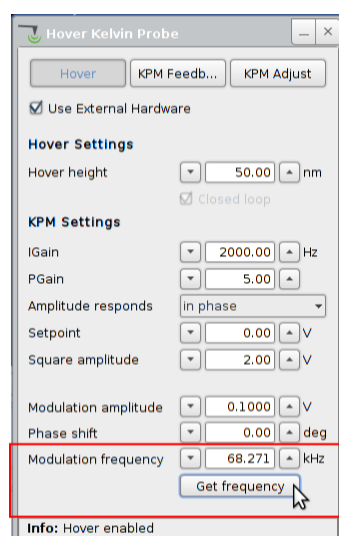 Hover Kelvin Probe
Hover KPM Feedb... KPM Adjust
Use External Hardware
Hover Settings
Hover height 50.00 nm
Closed loop
KPM Settings
IGain 2000.00 Hz
PGain 5.00
Amplitude responds in phase
Setpoint 0.00 V
Square amplitude 2.00 V
Modulation amplitude 0.1000 V
Phase shift 0.00 deg
Modulation frequency 68.271 kHz
Get frequency
Info: Hover enabled